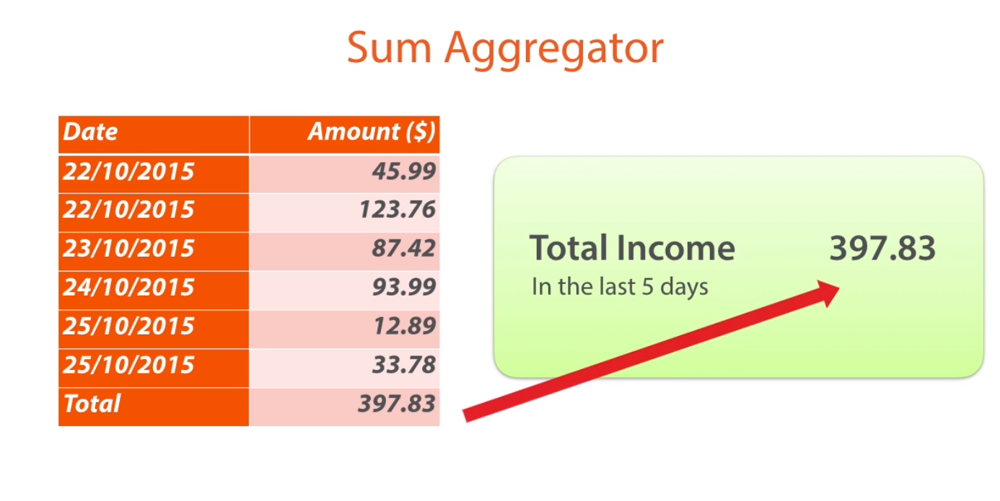 Sum Aggregator
Date Amount ($)
22/10/2015 45.99
22/10/2015 123.76
23/10/2015 87.42
24/10/2015 93.99
25/10/2015 12.89
25/10/2015 33.78
Total 397.83
Total Income 397.83
In the last 5 days